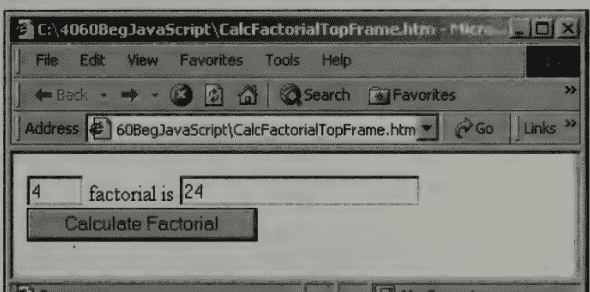 C:\4060BegJavaScript\CalcFactorialTopFrame.htm - Micro
File Edit View Favorites Tools Help
Back Search Favorites »
Address 60BegJavaScript\CalcFactorialTopFrame.htm Go Links »
4 factorial is 24
Calculate Factorial